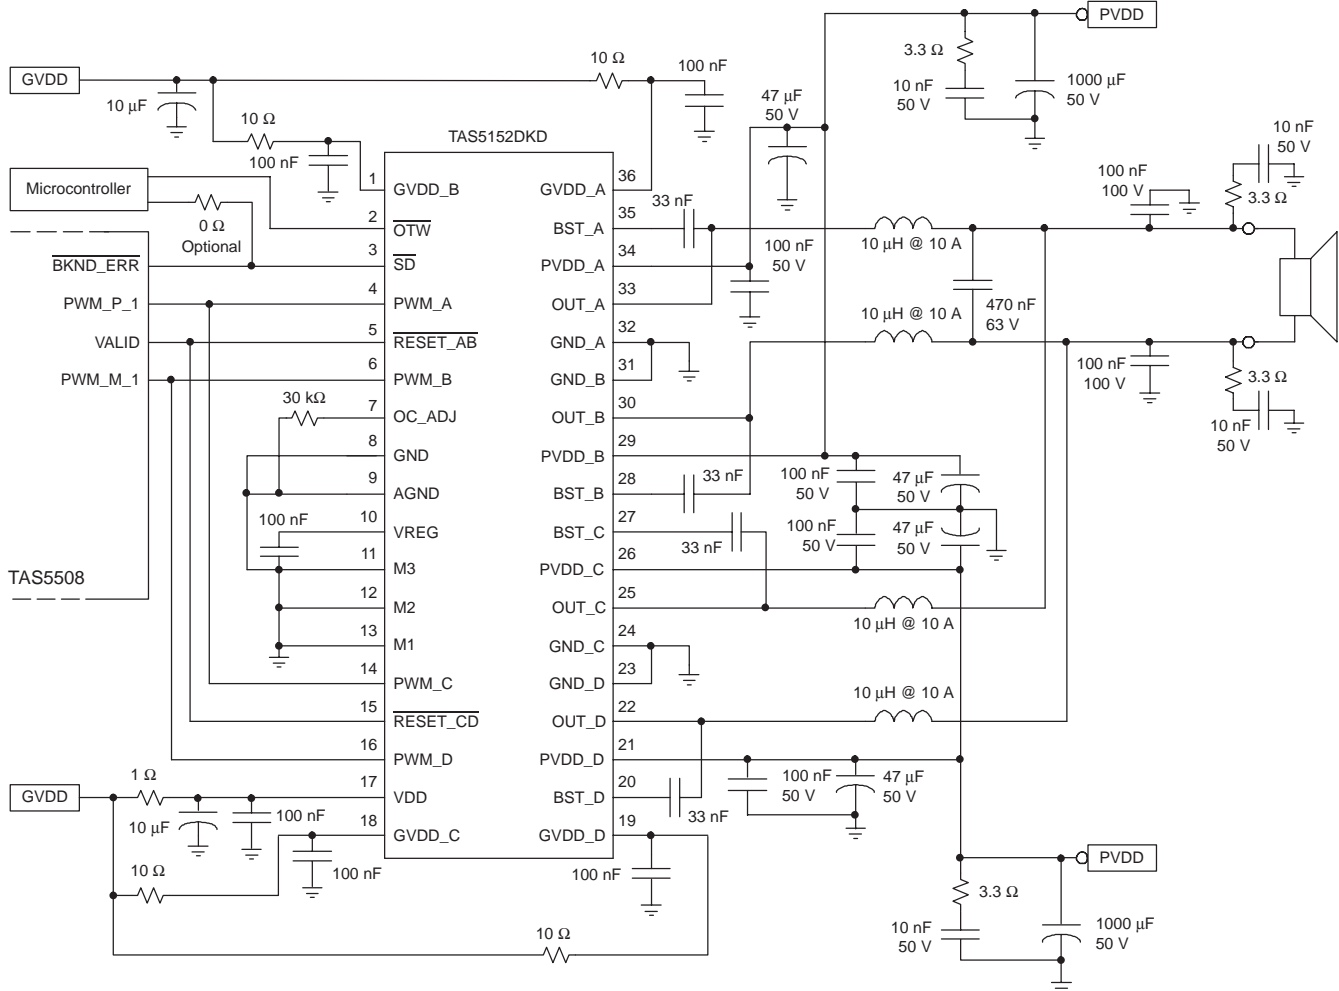 PVDD
3.3 Ω
10 nF
50 V
1000 µF
50 V
GVDD
10 µF
10 Ω
100 nF
47 µF
50 V
10 Ω
100 nF
TAS5152DKD
10 nF
50 V
3.3 Ω
100 nF
100 V
Microcontroller
0 Ω
Optional
1
GVDD_B
GVDD_A
36
2
OTW
BST_A
35
33 nF
10 µH @ 10 A
BKND_ERR
3
SD
PVDD_A
34
100 nF
50 V
PWM_P_1
4
PWM_A
OUT_A
33
470 nF
63 V
10 µH @ 10 A
VALID
5
RESET_AB
GND_A
32
PWM_M_1
6
PWM_B
GND_B
31
100 nF
100 V
3.3 Ω
10 nF
50 V
30 kΩ
7
OC_ADJ
OUT_B
30
8
GND
PVDD_B
29
100 nF
50 V
47 µF
50 V
9
AGND
BST_B
28
33 nF
100 nF
10
VREG
BST_C
27
33 nF
100 nF
50 V
47 µF
50 V
TAS5508
11
M3
PVDD_C
26
12
M2
OUT_C
25
10 µH @ 10 A
13
M1
GND_C
24
14
PWM_C
GND_D
23
10 µH @ 10 A
15
RESET_CD
OUT_D
22
16
PWM_D
PVDD_D
21
100 nF
50 V
47 µF
50 V
GVDD
1 Ω
17
VDD
BST_D
20
33 nF
10 µF
100 nF
18
GVDD_C
GVDD_D
19
10 Ω
100 nF
100 nF
PVDD
3.3 Ω
10 nF
50 V
1000 µF
50 V
10 Ω